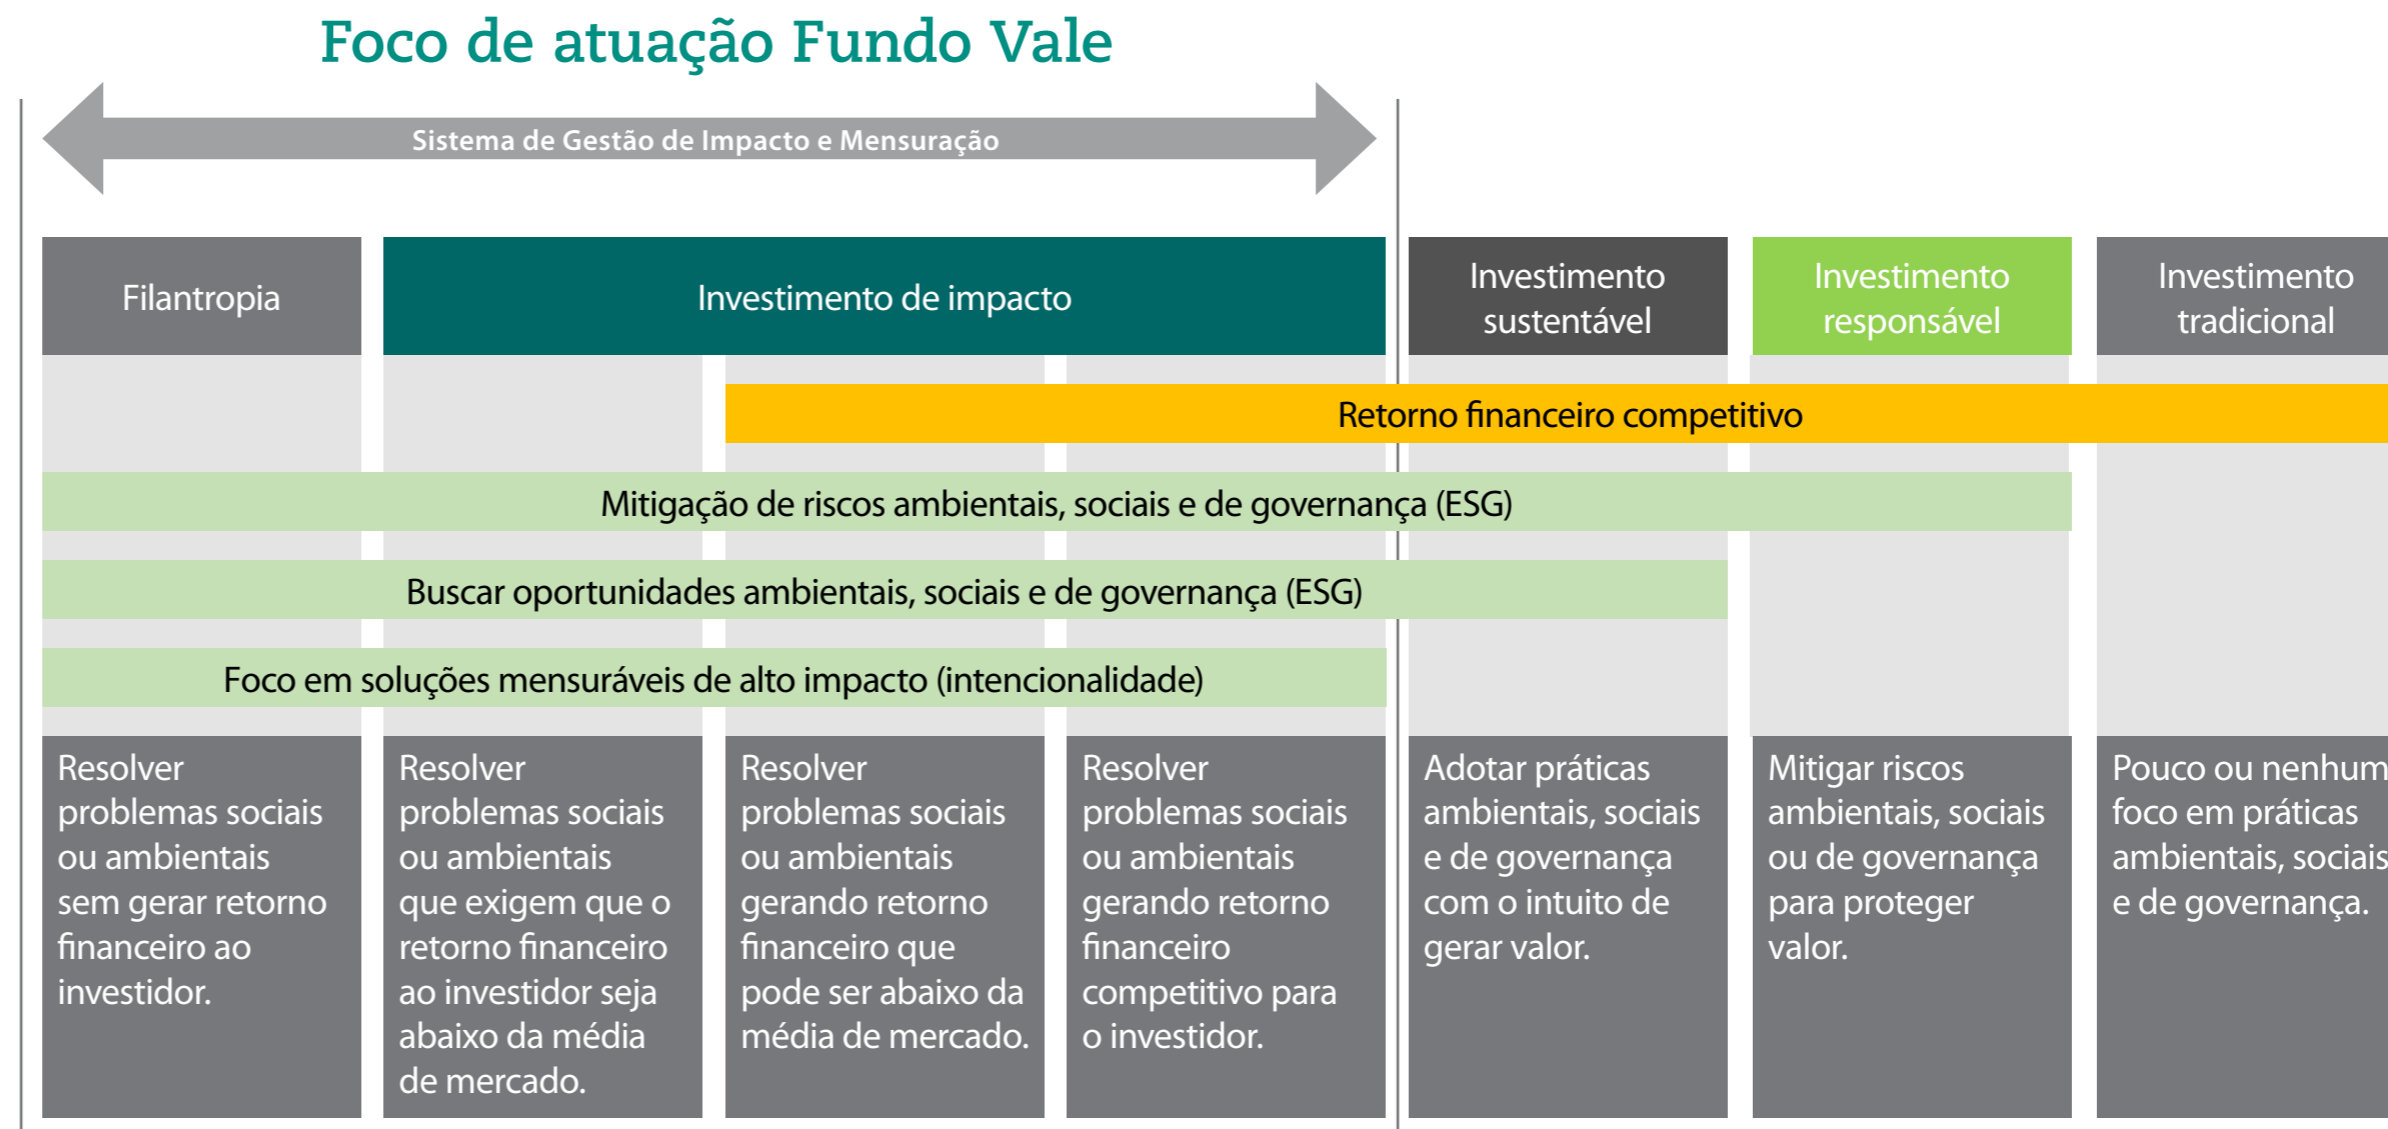 Foco de atuação Fundo Vale
Sistema de Gestão de Impacto e Mensuração
Filantropia
Investimento de impacto
Investimento
sustentável
Investimento
responsável
Investimento
tradicional
Retorno financeiro competitivo
Mitigação de riscos ambientais, sociais e de governança (ESG)
Buscar oportunidades ambientais, sociais e de governança (ESG)
Foco em soluções mensuráveis de alto impacto (intencionalidade)
Resolver
problemas sociais
ou ambientais
sem gerar retorno
financeiro ao
investidor.
Resolver
problemas sociais
ou ambientais
que exigem que o
retorno financeiro
ao investidor seja
abaixo da média
de mercado.
Resolver
problemas sociais
ou ambientais
gerando retorno
financeiro que
pode ser abaixo da
média de mercado.
Resolver
problemas sociais
ou ambientais
gerando retorno
financeiro
competitivo para
o investidor.
Adotar práticas
ambientais, sociais
e de governança
com o intuito de
gerar valor.
Mitigar riscos
ambientais, sociais
ou de governança
para proteger
valor.
Pouco ou nenhum
foco em práticas
ambientais, sociais
e de governança.